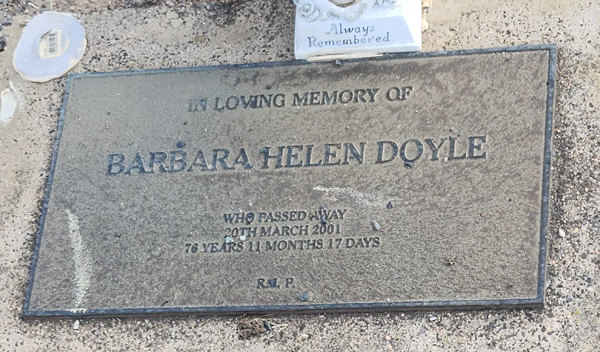 Always
Remembered
IN LOVING MEMORY OF
BARBARA HELEN DOYLE
WHO PASSED AWAY
20TH MARCH 2001
76 YEARS 11 MONTHS 17 DAYS
R.I. P.